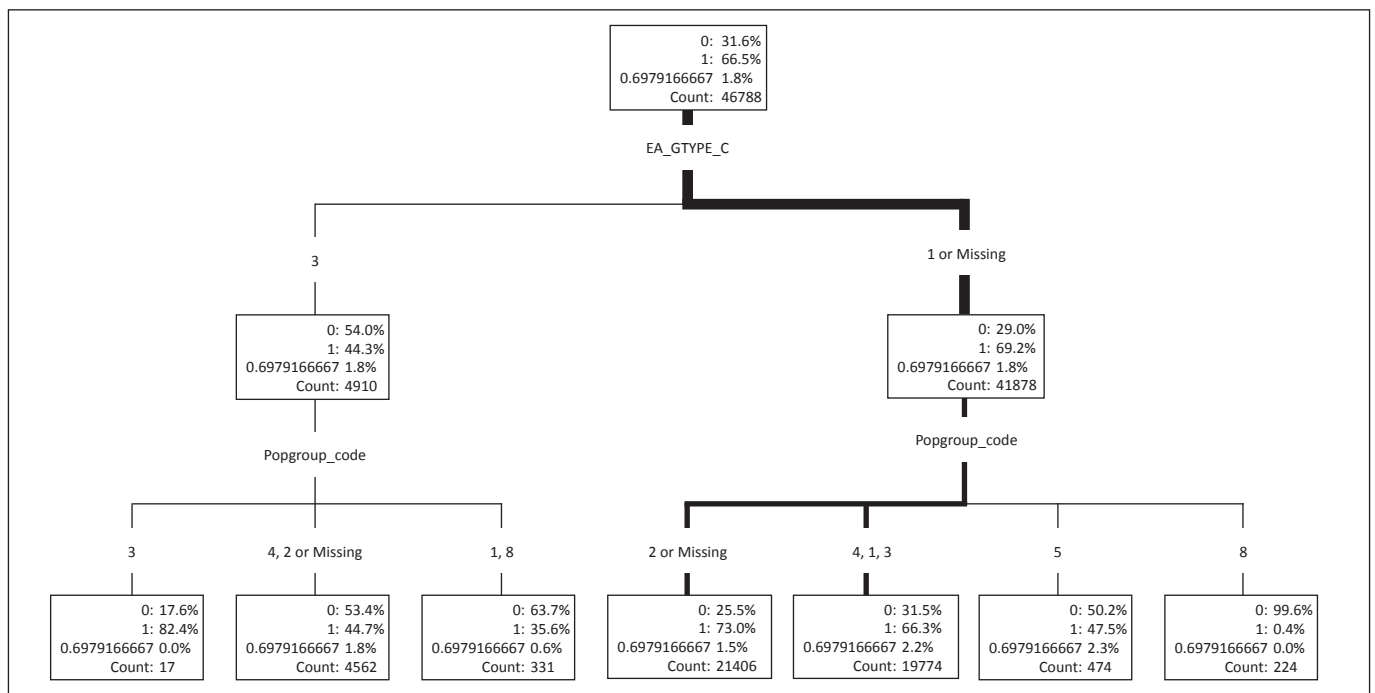 0: 31.6%
1: 66.5%
0.6979166667 1.8%
Count: 46788
EA_GTYPE_C
3
1 or Missing
0: 54.0%
1: 44.3%
0.6979166667 1.8%
Count: 4910
0: 29.0%
1: 69.2%
0.6979166667 1.8%
Count: 41878
Popgroup_code
Popgroup_code
3
4, 2 or Missing
1, 8
2 or Missing
4, 1, 3
5
8
0: 17.6%
1: 82.4%
0.6979166667 0.0%
Count: 17
0: 53.4%
1: 44.7%
0.6979166667 1.8%
Count: 4562
0: 63.7%
1: 35.6%
0.6979166667 0.6%
Count: 331
0: 25.5%
1: 73.0%
0.6979166667 1.5%
Count: 21406
0: 31.5%
1: 66.3%
0.6979166667 2.2%
Count: 19774
0: 50.2%
1: 47.5%
0.6979166667 2.3%
Count: 474
0: 99.6%
1: 0.4%
0.6979166667 0.0%
Count: 224